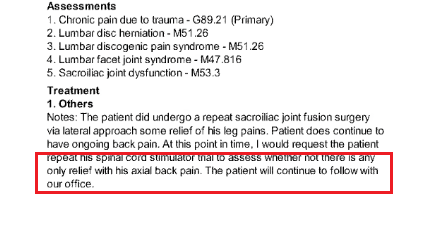 Assessments
1. Chronic pain due to trauma - G89.21 (Primary)
2. Lumbar disc herniation - M51.26
3. Lumbar discogenic pain syndrome - M51.26
4. Lumbar facet joint syndrome - M47.816
5. Sacroiliac joint dysfunction - M53.3
Treatment
1. Others
Notes: The patient did undergo a repeat sacroiliac joint fusion surgery
via lateral approach some relief of his leg pains. Patient does continue to
have ongoing back pain. At this point in time, I would request the patient
repeat his spinal cord stimulator trial to assess whether not there is any
only relief with his axial back pain. The patient will continue to follow with
our office.